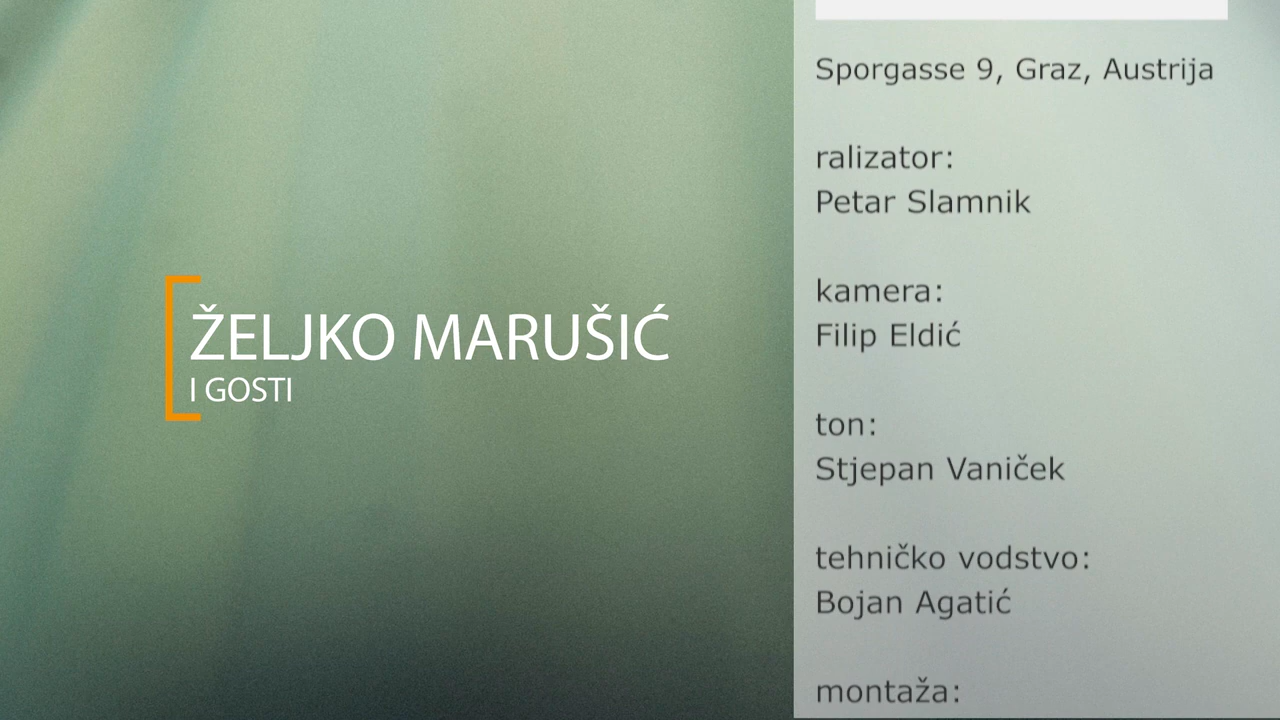 ŽELJKO MARUŠIĆ
I GOSTI
Sporgasse 9, Graz, Austrija
ralizator:
Petar Slamnik
kamera:
Filip Eldić
ton:
Stjepan Vaniček
tehničko vodstvo:
Bojan Agatić
montaža: